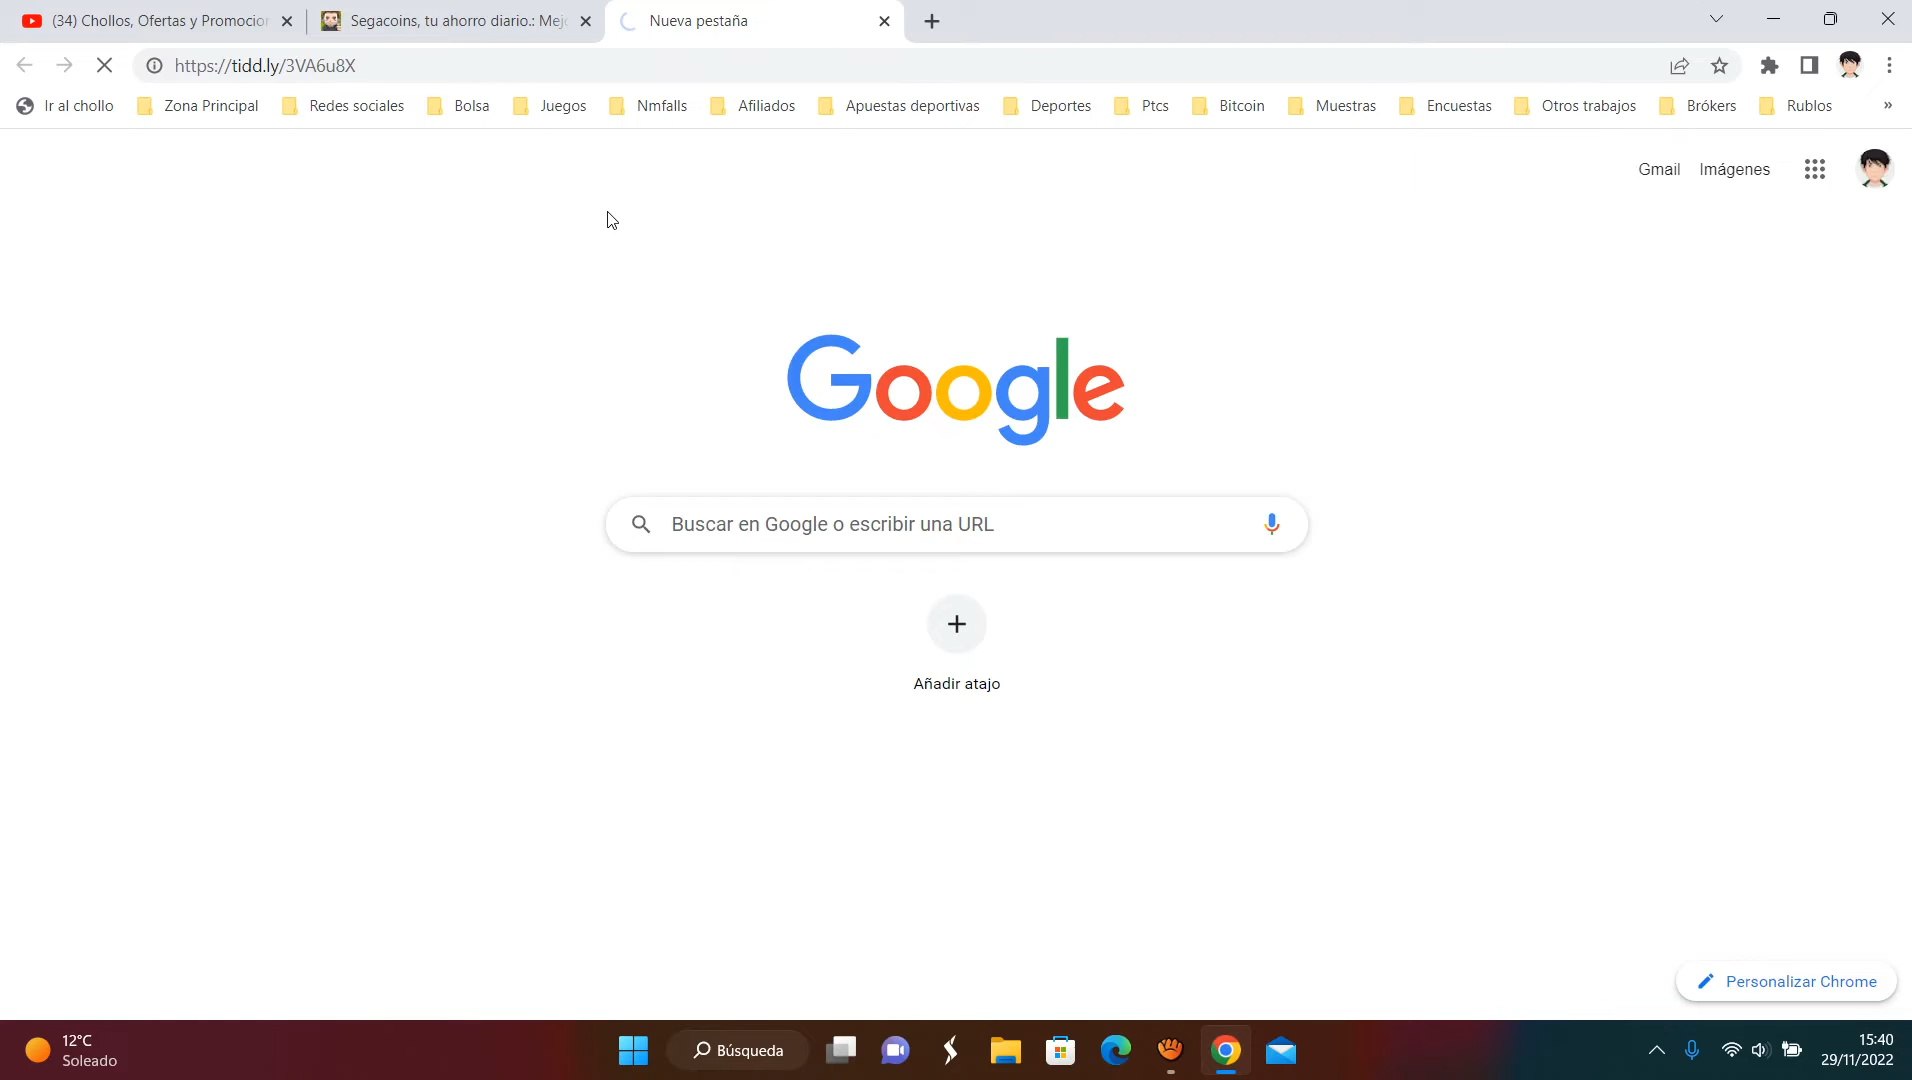 (34) Chollos, Ofertas y Promocion
Segacoins, tu ahorro diario.: Mejo
Nueva pestaña
https://tidd.ly/3VA6u8X
Ir al chollo
Zona Principal
Redes sociales
Bolsa
Juegos
Nmfalls
Afiliados
Apuestas deportivas
Deportes
Ptcs
Bitcoin
Muestras
Encuestas
Otros trabajos
Brókers
Rublos
»
Gmail
Imágenes
Google
Buscar en Google o escribir una URL
Añadir atajo
Personalizar Chrome
12°C
Soleado
Búsqueda
15:40
29/11/2022